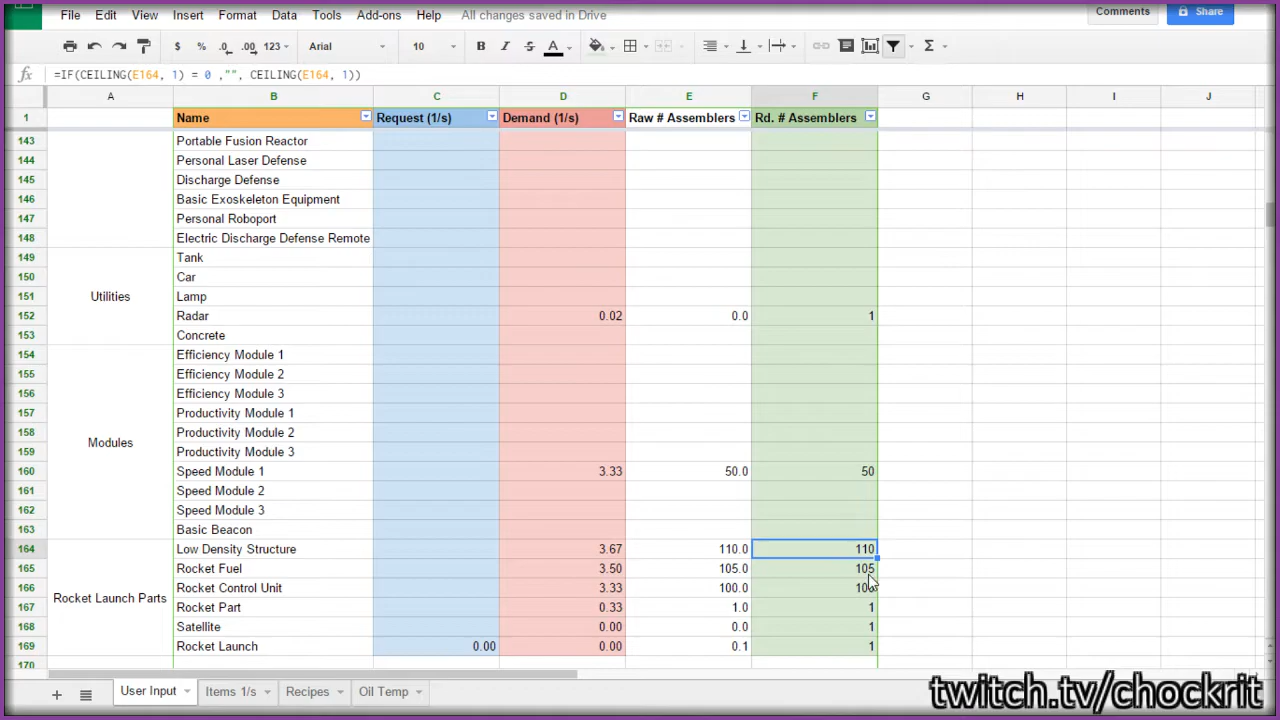 File Edit View Insert Format Data Tools Add-ons Help All changes saved in Drive Comments Share
$ % .0 .00 123 Arial 10 B I S A Σ
fx =IF(CEILING(E164, 1) = 0 ,"", CEILING(E164, 1))
A B C D E F G H I J
1 Name Request (1/s) Demand (1/s) Raw # Assemblers Rd. # Assemblers
143 Portable Fusion Reactor
144 Personal Laser Defense
145 Discharge Defense
146 Basic Exoskeleton Equipment
147 Personal Roboport
148 Electric Discharge Defense Remote
149 Tank
150 Car
151 Utilities Lamp
152 Radar 0.02 0.0 1
153 Concrete
154 Efficiency Module 1
155 Efficiency Module 2
156 Efficiency Module 3
157 Productivity Module 1
158 Modules Productivity Module 2
159 Productivity Module 3
160 Speed Module 1 3.33 50.0 50
161 Speed Module 2
162 Speed Module 3
163 Basic Beacon
164 Low Density Structure 3.67 110.0 110
165 Rocket Fuel 3.50 105.0 105
166 Rocket Control Unit 3.33 100.0
167 Rocket Launch Parts Rocket Part 0.33 1.0 1
168 Satellite 0.00 0.0 1
169 Rocket Launch 0.00 0.00 0.1 1
170
+ User Input Items 1/s Recipes Oil Temp
twitch.tv/chockrit